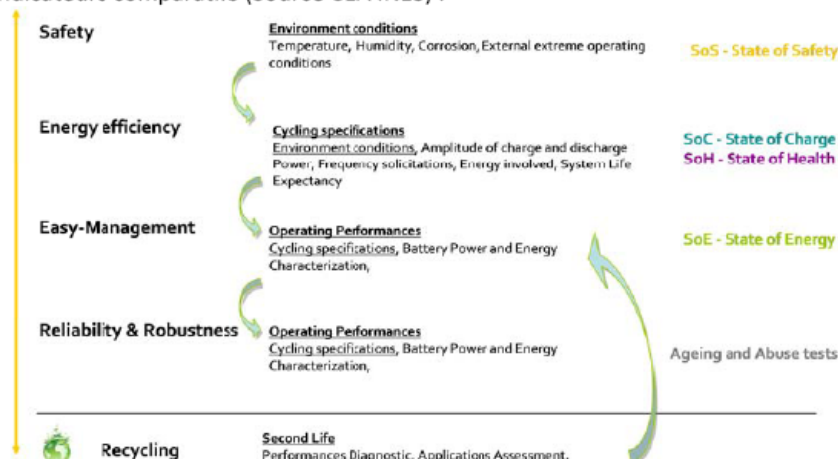 Safety
Environment conditions
Temperature, Humidity, Corrosion, External extreme operating
conditions
SoS - State of Safety
Energy efficiency
Cycling specifications
Environment conditions, Amplitude of charge and discharge
Power, Frequency solicitations, Energy involved, System Life
Expectancy
SoC - State of Charge
SoH - State of Health
Easy-Management
Operating Performances
Cycling specifications, Battery Power and Energy
Characterization,
SoE - State of Energy
Reliability & Robustness
Operating Performances
Cycling specifications, Battery Power and Energy
Characterization,
Ageing and Abuse tests
Recycling
Second Life
Performances Diagnostic, Applications Assessment,